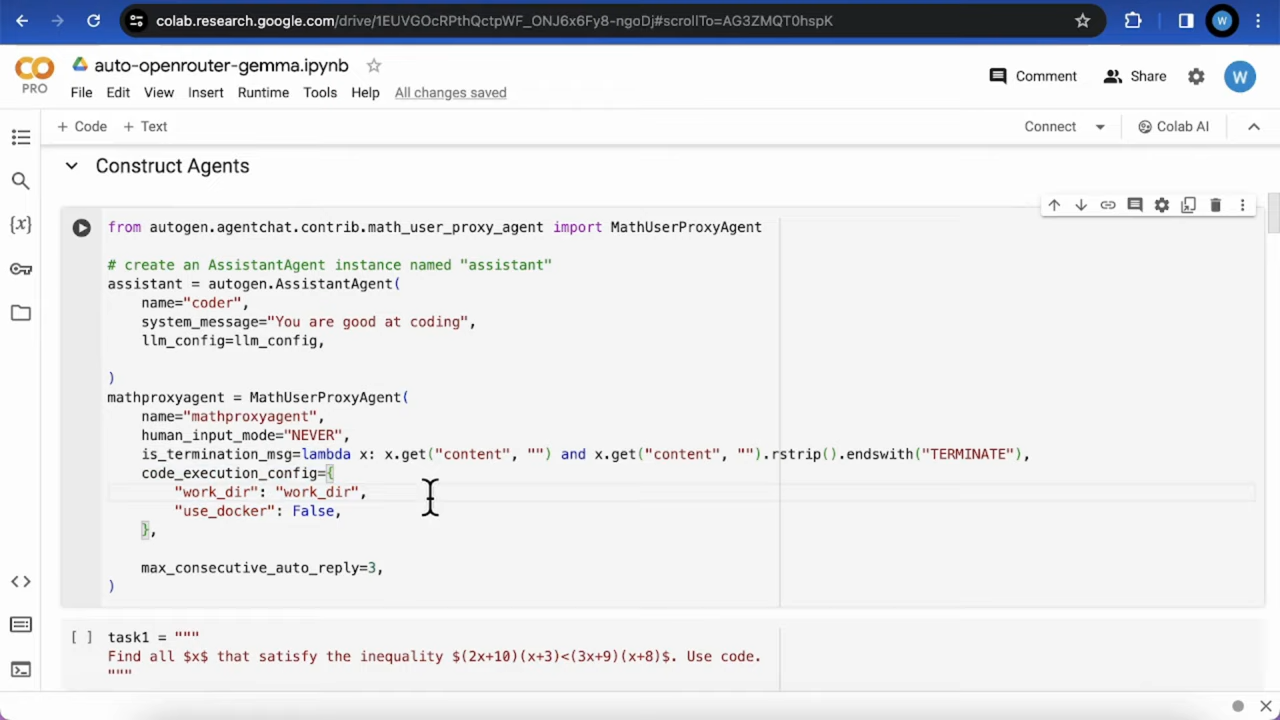 colab.research.google.com/drive/1EUVGOcRPthQctpWF_ONJ6x6Fy8-ngoDj#scrollTo=AG3ZMQT0hspK
W
CO
PRO
auto-openrouter-gemma.ipynb
Comment
Share
W
File Edit View Insert Runtime Tools Help All changes saved
+ Code + Text
Connect
Colab AI
Construct Agents
from autogen.agentchat.contrib.math_user_proxy_agent import MathUserProxyAgent
# create an AssistantAgent instance named "assistant"
assistant = autogen.AssistantAgent(
    name="coder",
    system_message="You are good at coding",
    llm_config=llm_config,
)
mathproxyagent = MathUserProxyAgent(
    name="mathproxyagent",
    human_input_mode="NEVER",
    is_termination_msg=lambda x: x.get("content", "") and x.get("content", "").rstrip().endswith("TERMINATE"),
    code_execution_config={
        "work_dir": "work_dir",
        "use_docker": False,
    },
    max_consecutive_auto_reply=3,
)
[ ] task1 = """
Find all $x$ that satisfy the inequality $(2x+10)(x+3)<(3x+9)(x+8)$. Use code.
"""